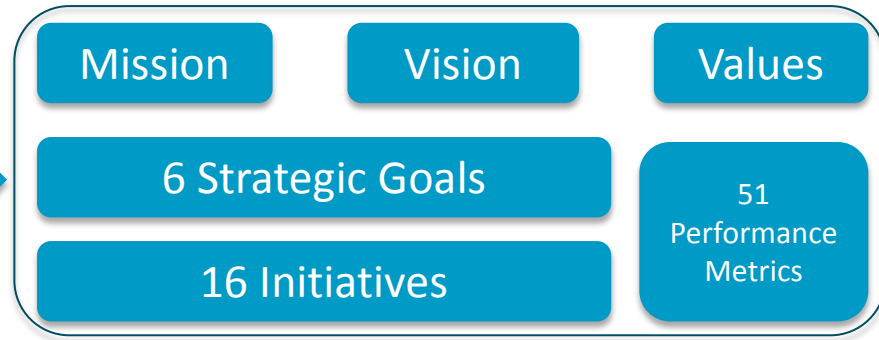 Mission
Vision
Values
6 Strategic Goals
16 Initiatives
51
Performance
Metrics